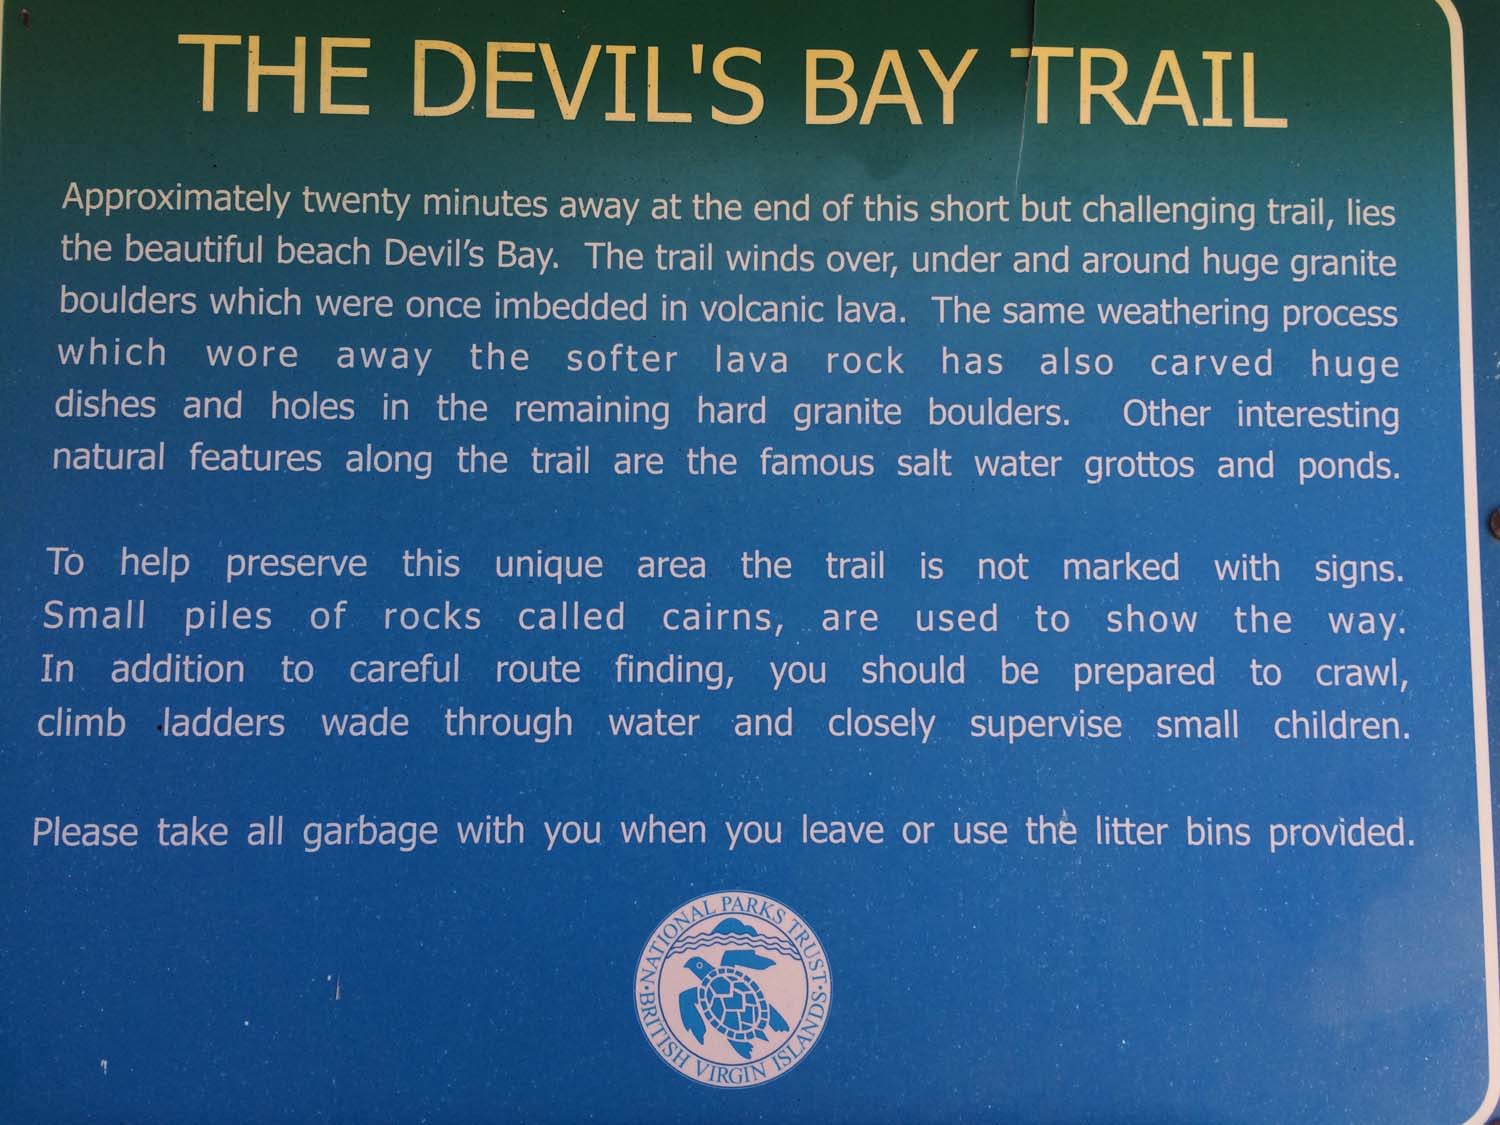 THE DEVIL'S BAY TRAIL
Approximately twenty minutes away at the end of this short but challenging trail, lies
the beautiful beach Devil’s Bay. The trail winds over, under and around huge granite
boulders which were once imbedded in volcanic lava. The same weathering process
which wore away the softer lava rock has also carved huge
dishes and holes in the remaining hard granite boulders. Other interesting
natural features along the trail are the famous salt water grottos and ponds.
To help preserve this unique area the trail is not marked with signs.
Small piles of rocks called cairns, are used to show the way.
In addition to careful route finding, you should be prepared to crawl,
climb ladders wade through water and closely supervise small children.
Please take all garbage with you when you leave or use the litter bins provided.
NATIONAL PARKS TRUST
BRITISH VIRGIN ISLANDS